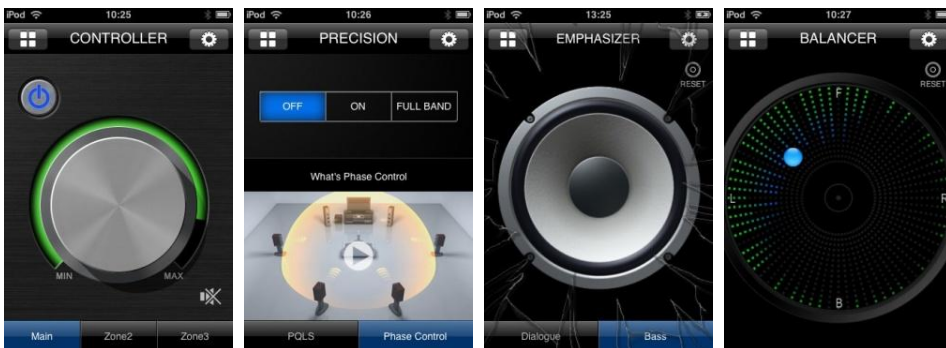 iPod 10:25
CONTROLLER
MIN MAX
Main Zone2 Zone3
iPod 10:26
PRECISION
OFF ON FULL BAND
What's Phase Control
PQLS Phase Control
iPod 13:25
EMPHASIZER
RESET
Dialogue Bass
iPod 10:27
BALANCER
RESET
F
L R
B